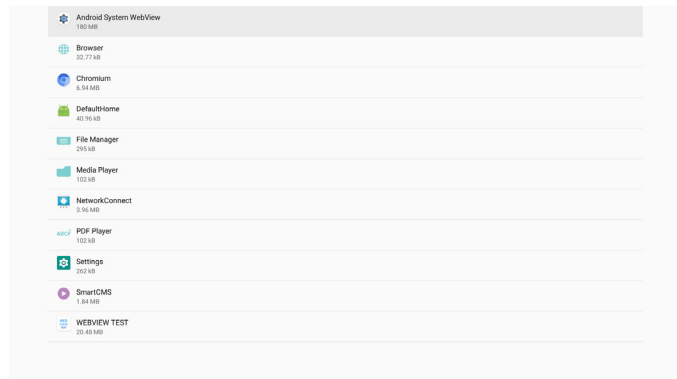 Android System WebView
180 MB
Browser
32.77 kB
Chromium
6.94 MB
DefaultHome
40.96 kB
File Manager
295 kB
Media Player
102 kB
NetworkConnect
3.96 MB
PDF Player
102 kB
Settings
262 kB
SmartCMS
1.84 MB
WEBVIEW TEST
20.48 MB